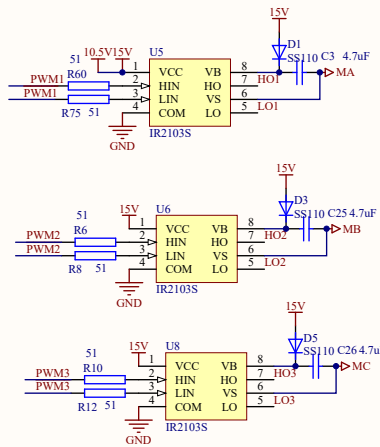 15V
51 10.5V 15V U5 D1 C3 4.7uF
PWM1 R60 1 VCC VB 8 SS110 MA
PWM1 2 HIN HO 7 HO1
R75 51 3 LIN VS 6
4 COM LO 5 LO1
GND IR2103S
15V
51 15V U6 D3
PWM2 R6 1 VCC VB 8 SS110 C25 4.7uF MB
PWM2 2 HIN HO 7 HO2
R8 51 3 LIN VS 6
4 COM LO 5 LO2
GND IR2103S
15V
51 15V U8 D5
PWM3 R10 1 VCC VB 8 SS110 C26 4.7u MC
PWM3 2 HIN HO 7 HO3
R12 51 3 LIN VS 6
4 COM LO 5 LO3
GND IR2103S